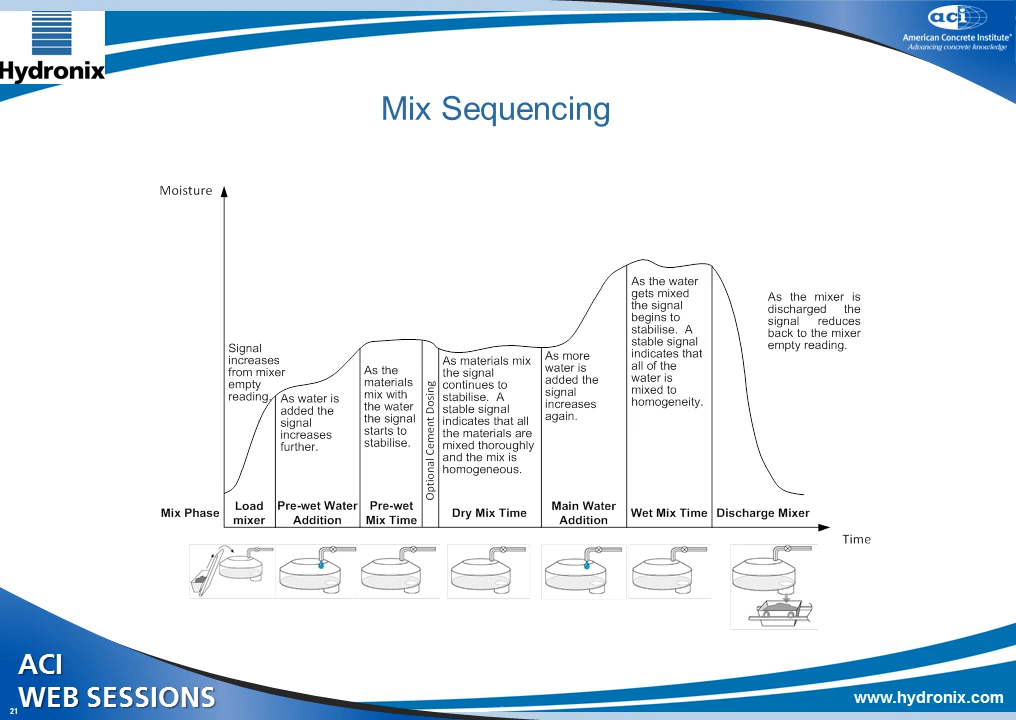 Hydronix
aci
American Concrete Institute®
Advancing concrete knowledge
Mix Sequencing
Moisture
Signal
increases
from mixer
empty
reading.
As water is
added the
signal
increases
further.
As the
materials
mix with
the water
the signal
starts to
stabilise.
Optional Cement Dosing
As materials mix
the signal
continues to
stabilise. A
stable signal
indicates that all
the materials are
mixed thoroughly
and the mix is
homogeneous.
As more
water is
added the
signal
increases
again.
As the water
gets mixed
the signal
begins to
stabilise. A
stable signal
indicates that
all of the
water is
mixed to
homogeneity.
As the mixer is
discharged the
signal reduces
back to the mixer
empty reading.
Mix Phase
Load
mixer
Pre-wet Water
Addition
Pre-wet
Mix Time
Dry Mix Time
Main Water
Addition
Wet Mix Time
Discharge Mixer
Time
ACI
WEB SESSIONS
21
www.hydronix.com